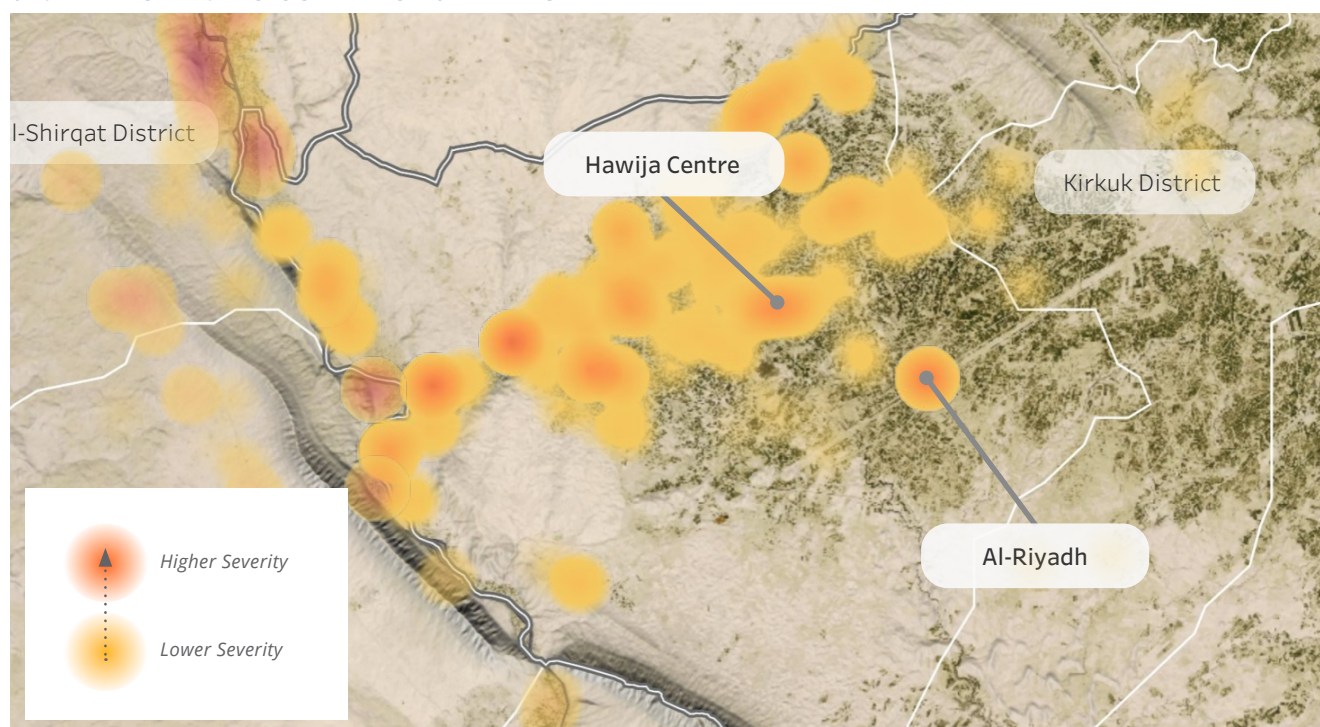 l-Shirqat District
Hawija Centre
Kirkuk District
Al-Riyadh
Higher Severity
Lower Severity